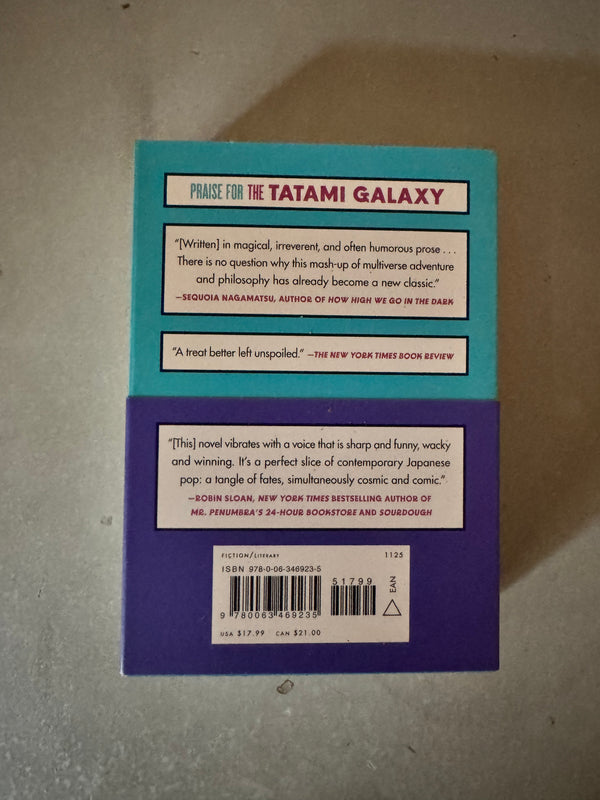 PRAISE FOR THE TATAMI GALAXY
“[Written] in magical, irreverent, and often humorous prose . . .
There is no question why this mash-up of multiverse adventure
and philosophy has already become a new classic.”
—SEQUOIA NAGAMATSU, AUTHOR OF HOW HIGH WE GO IN THE DARK
“A treat better left unspoiled.” —THE NEW YORK TIMES BOOK REVIEW
“[This] novel vibrates with a voice that is sharp and funny, wacky
and winning. It’s a perfect slice of contemporary Japanese
pop: a tangle of fates, simultaneously cosmic and comic.”
—ROBIN SLOAN, NEW YORK TIMES BESTSELLING AUTHOR OF
MR. PENUMBRA’S 24-HOUR BOOKSTORE AND SOURDOUGH
FICTION/LITERARY 1125
ISBN 978-0-06-346923-5
51799
EAN
9 780063 469235
USA $17.99 CAN $21.00